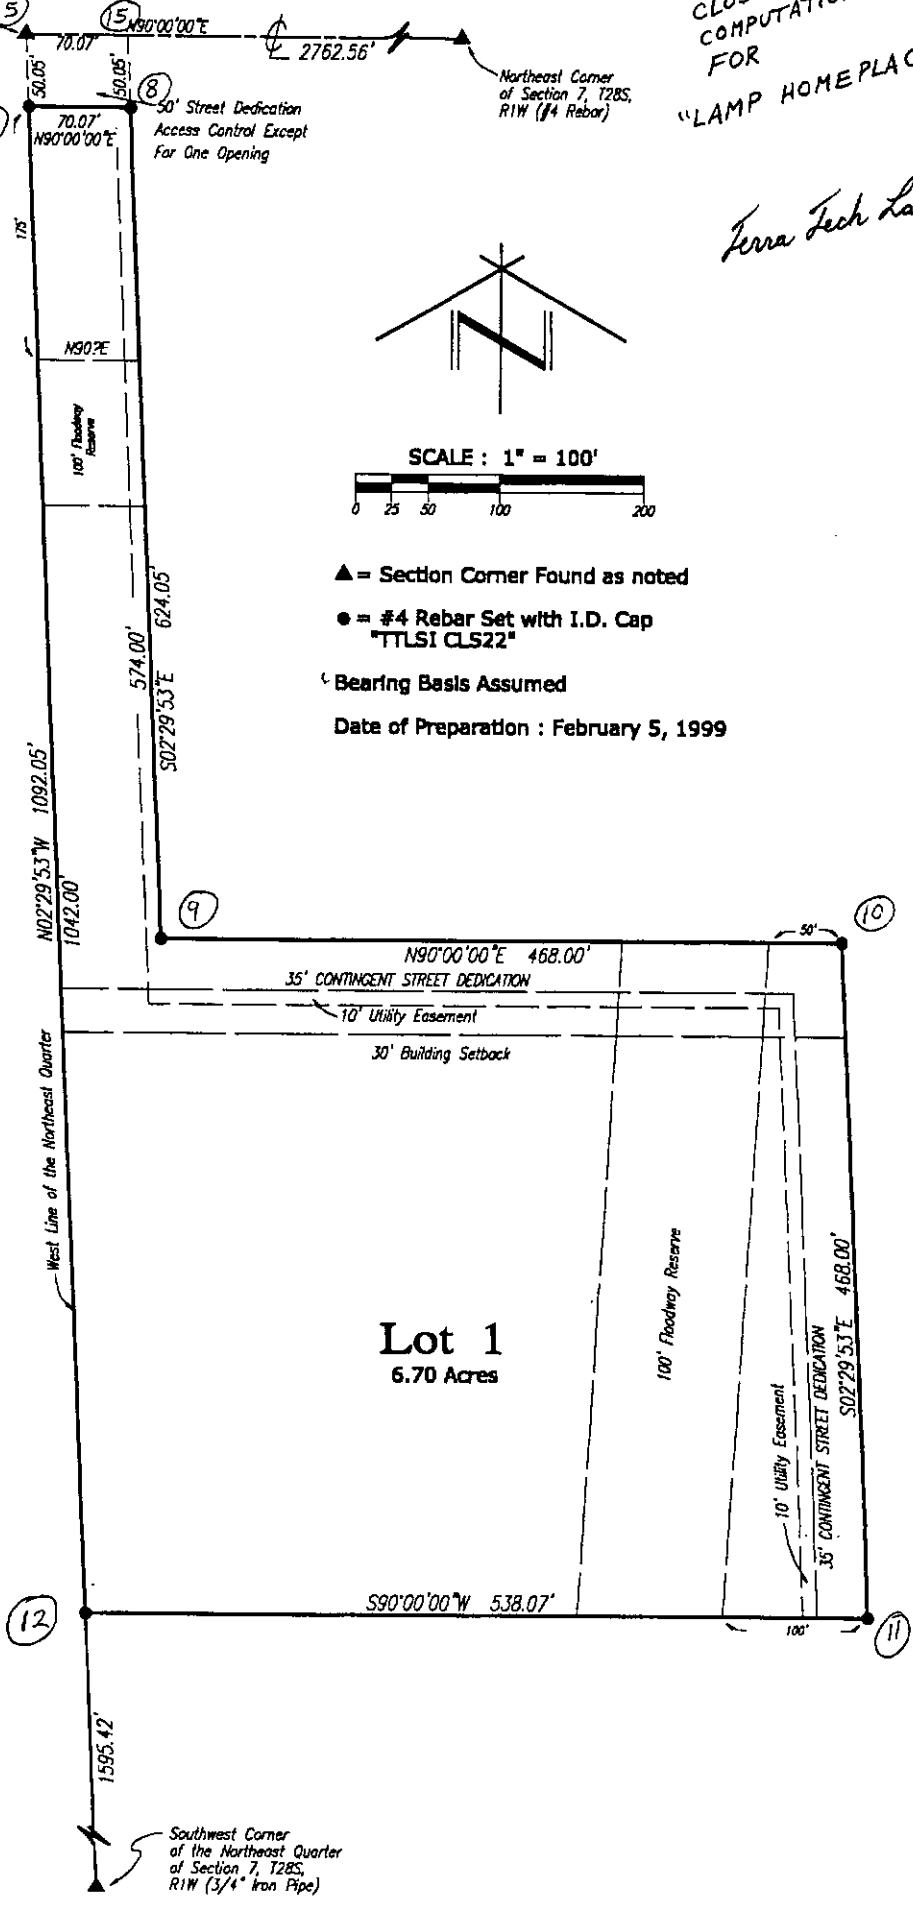 COMPUTATION
FOR
"LAMP HOMEPLAC
Terra Tech La
5
15
N90°00'00"E
70.07'
2762.56'
50.05'
50.05'
8
Northeast Corner
of Section 7, T28S,
R1W (#4 Rebor)
70.07'
N90°00'00"E
50' Street Dedication
Access Control Except
For One Opening
175'
N90?E
100' Floodway
Reserve
N
SCALE : 1" = 100'
0 25 50 100 200
▲ = Section Corner Found as noted
● = #4 Rebar Set with I.D. Cap
"TTLSI CLS22"
Bearing Basis Assumed
Date of Preparation : February 5, 1999
624.05'
574.00'
S02°29'53"E
N02°29'53"W 1092.05'
1042.00'
9
10
50'
N90°00'00"E 468.00'
35' CONTINGENT STREET DEDICATION
10' Utility Easement
30' Building Setback
West Line of the Northeast Quarter
100' Floodway Reserve
Lot 1
6.70 Acres
S02°29'53"E 468.00'
10' Utility Easement
35' CONTINGENT STREET DEDICATION
S90°00'00"W 538.07'
12
11
100'
1595.42'
Southwest Corner
of the Northeast Quarter
of Section 7, T28S,
R1W (3/4" Iron Pipe)